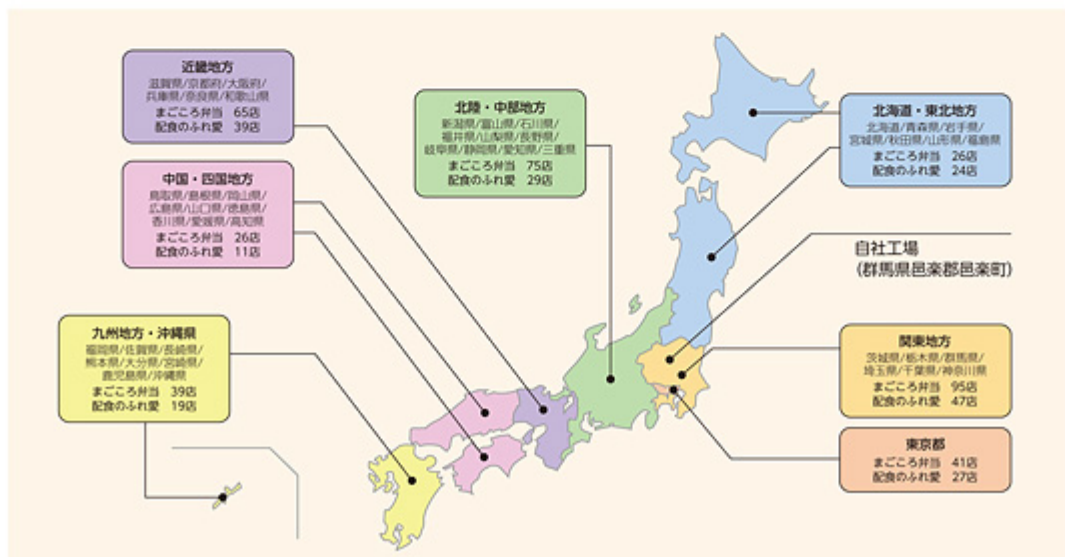 近畿地方
滋賀県/京都府/大阪府/
兵庫県/奈良県/和歌山県
まごころ弁当 65店
配食のふれ愛 39店
中国・四国地方
鳥取県/島根県/岡山県/
広島県/山口県/徳島県/
香川県/愛媛県/高知県
まごころ弁当 26店
配食のふれ愛 11店
九州地方・沖縄県
福岡県/佐賀県/長崎県/
熊本県/大分県/宮崎県/
鹿児島県/沖縄県
まごころ弁当 39店
配食のふれ愛 19店
北陸・中部地方
新潟県/富山県/石川県/
福井県/山梨県/長野県/
岐阜県/静岡県/愛知県/三重県
まごころ弁当 75店
配食のふれ愛 29店
北海道・東北地方
北海道/青森県/岩手県/
宮城県/秋田県/山形県/福島県
まごころ弁当 26店
配食のふれ愛 24店
自社工場
(群馬県邑楽郡邑楽町)
関東地方
茨城県/栃木県/群馬県/
埼玉県/千葉県/神奈川県
まごころ弁当 95店
配食のふれ愛 47店
東京都
まごころ弁当 41店
配食のふれ愛 27店